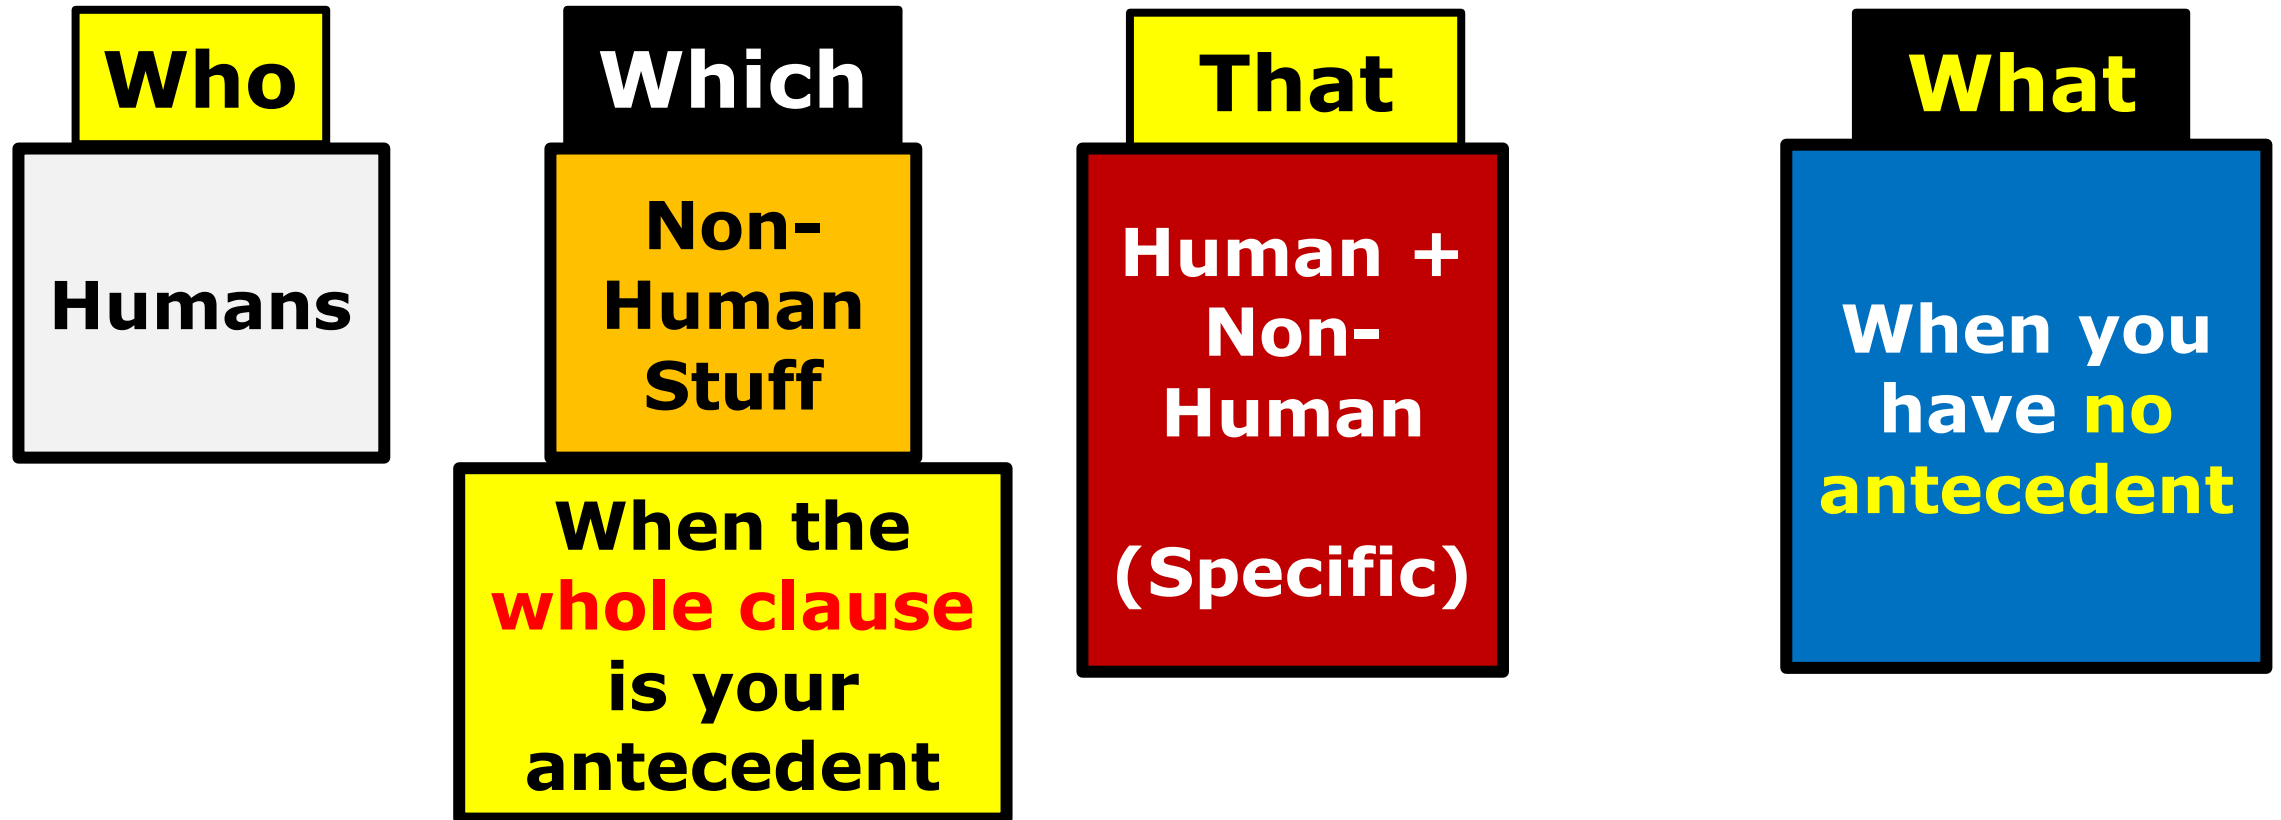 Who
Humans
Which
Non-
Human
Stuff
When the
whole clause
is your
antecedent
That
Human +
Non-
Human
(Specific)
What
When you
have no
antecedent